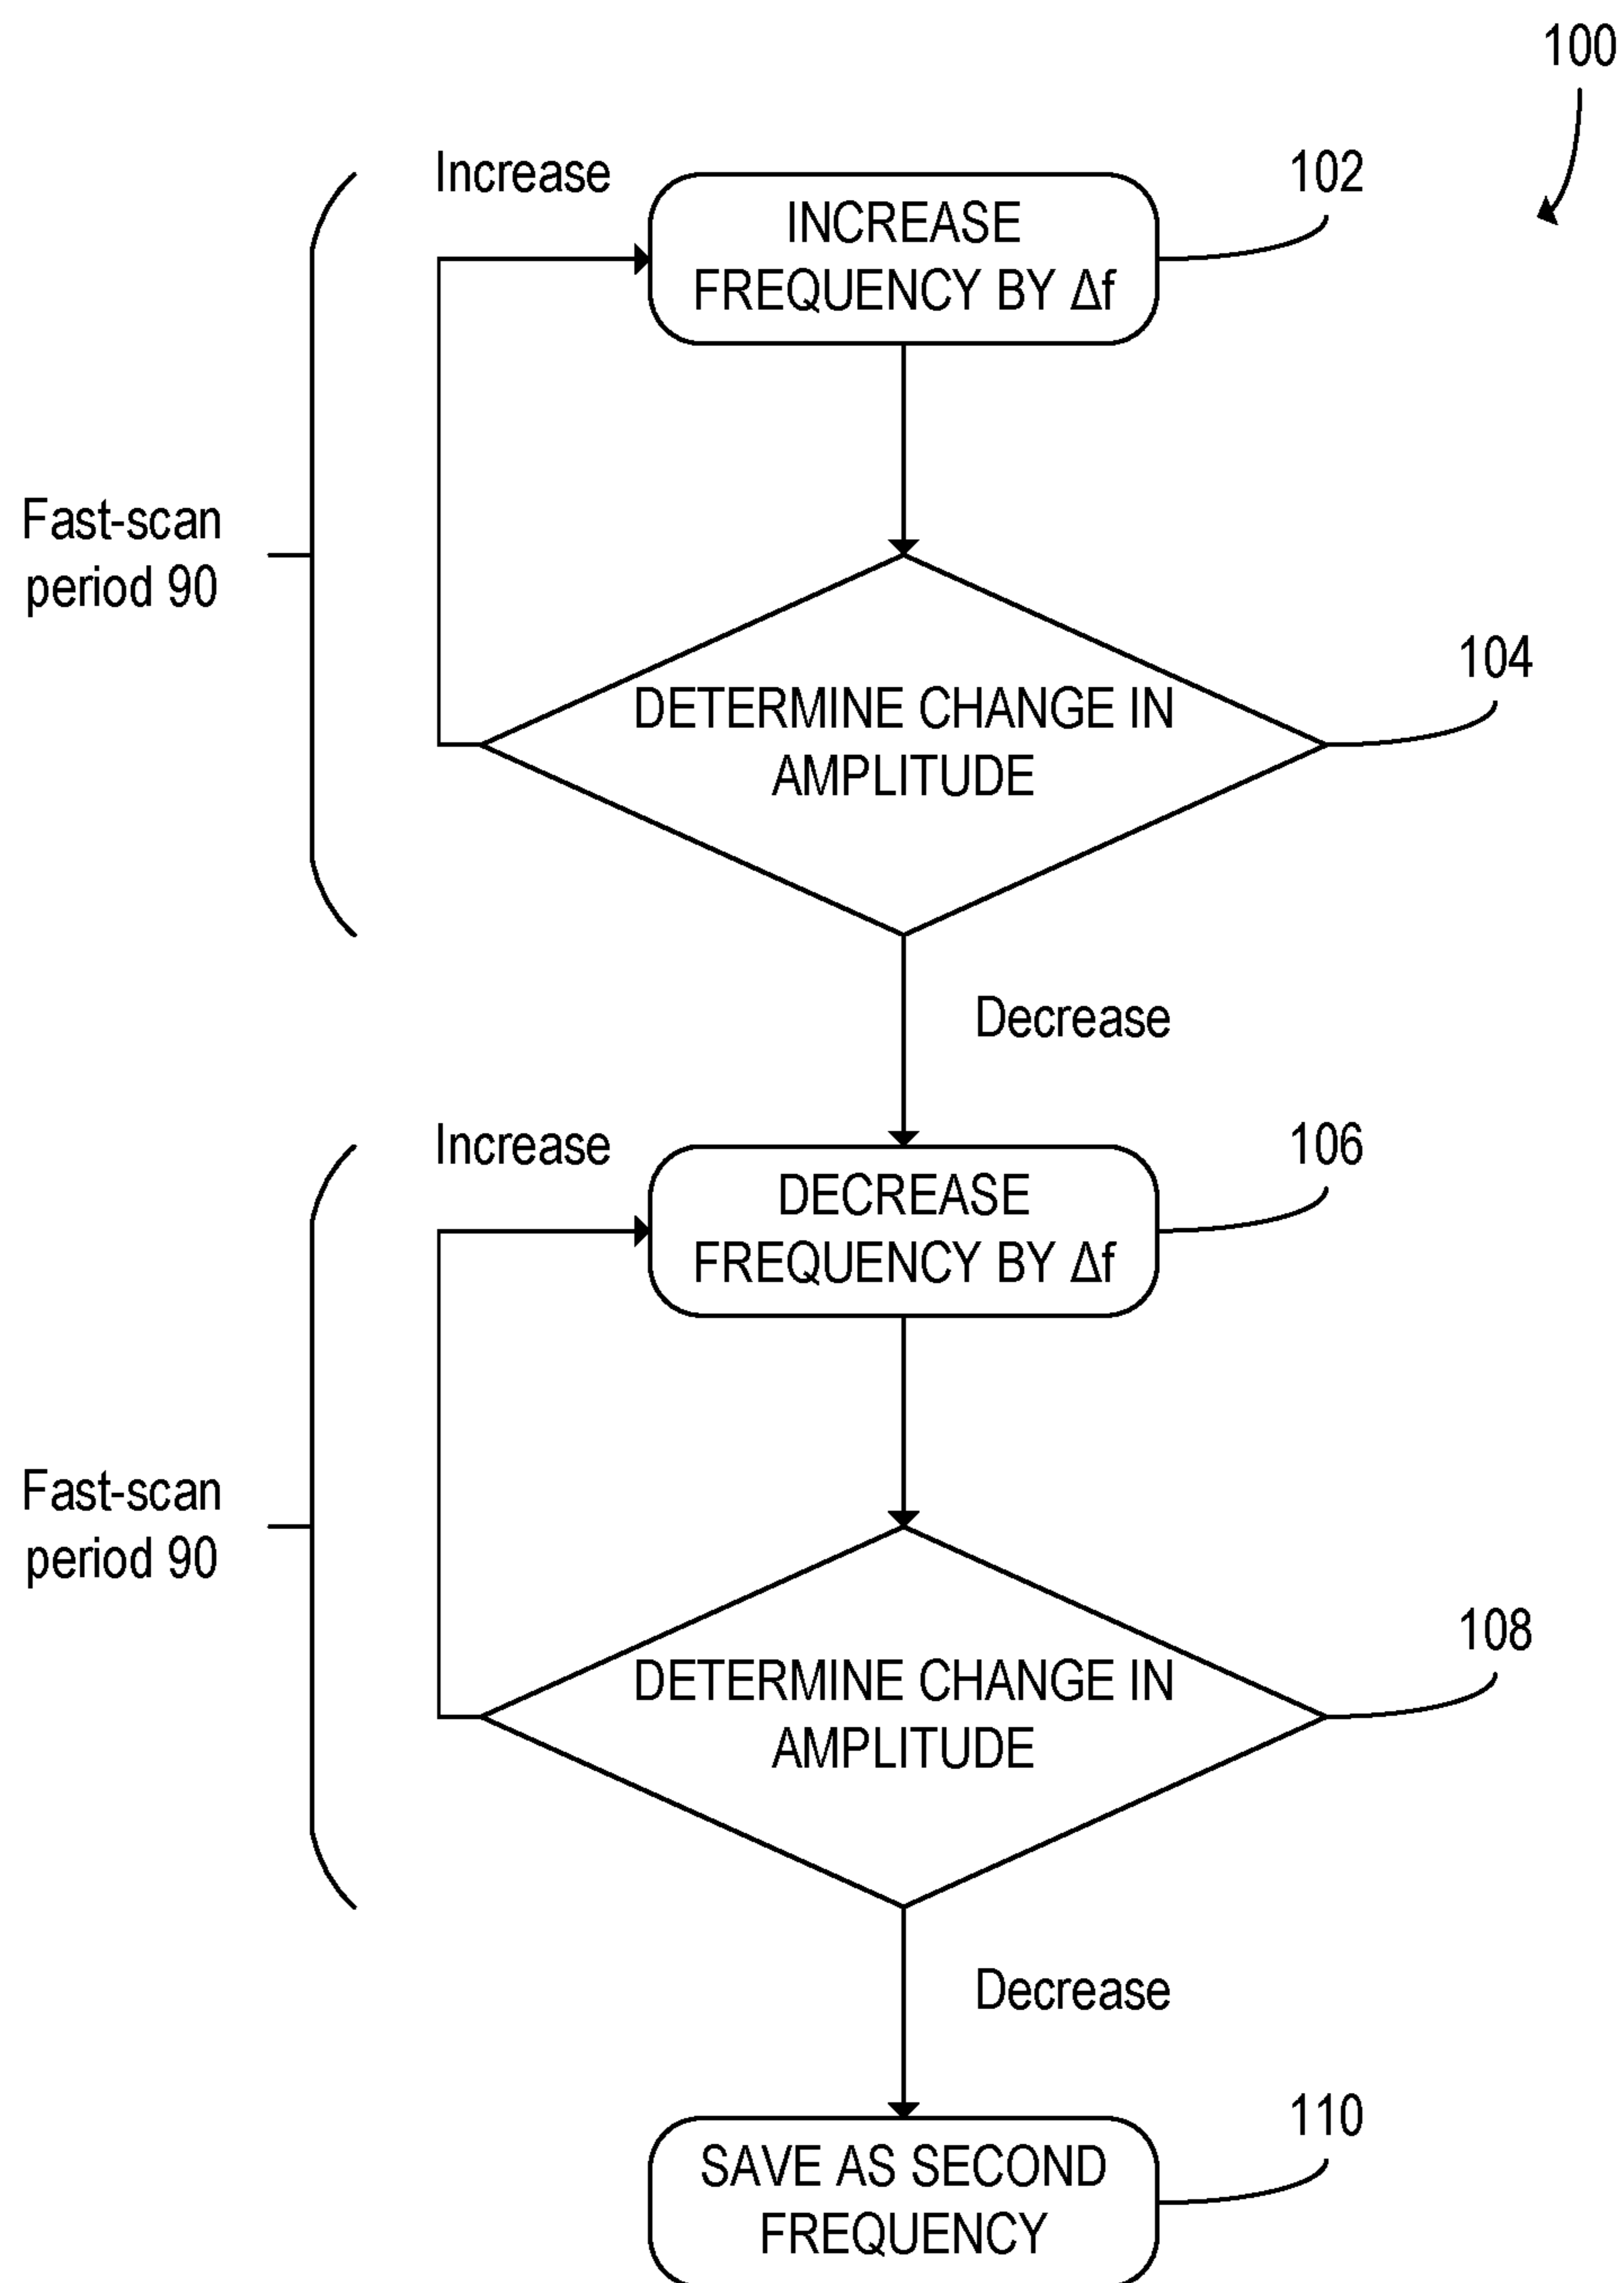 100
Increase
102
INCREASE
FREQUENCY BY Δf
Fast-scan
period 90
104
DETERMINE CHANGE IN
AMPLITUDE
Decrease
Increase
106
DECREASE
FREQUENCY BY Δf
Fast-scan
period 90
108
DETERMINE CHANGE IN
AMPLITUDE
Decrease
110
SAVE AS SECOND
FREQUENCY